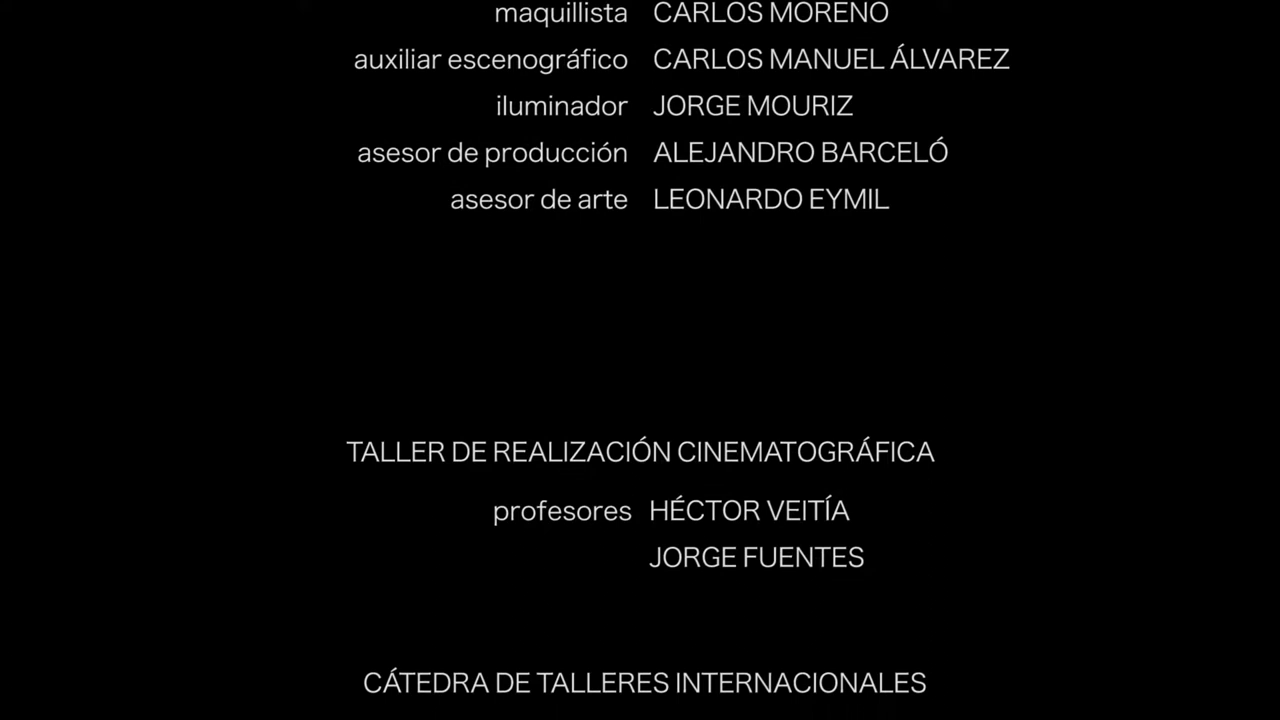 maquillista CARLOS MORENO
auxiliar escenográfico CARLOS MANUEL ÁLVAREZ
iluminador JORGE MOURIZ
asesor de producción ALEJANDRO BARCELÓ
asesor de arte LEONARDO EYMIL
TALLER DE REALIZACIÓN CINEMATOGRÁFICA
profesores HÉCTOR VEITÍA
JORGE FUENTES
CÁTEDRA DE TALLERES INTERNACIONALES